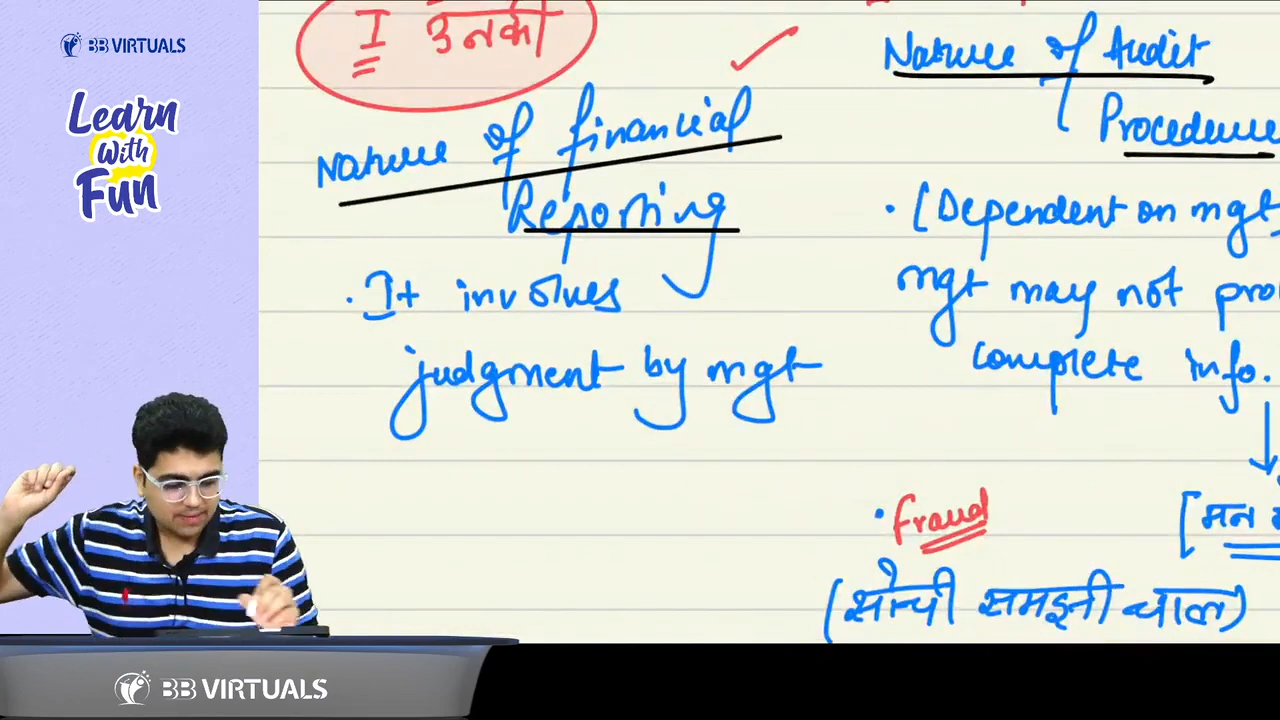 BB VIRTUALS
Learn
With
Fun
I उनकी
Nature of financial
Reporting
. It involves
judgment by mgt
Nature of Audit
Procedure
. [Dependent on mgt
mgt may not pro
complete info.
[मन
. Fraud
(सोची समझी चाल)
BB VIRTUALS